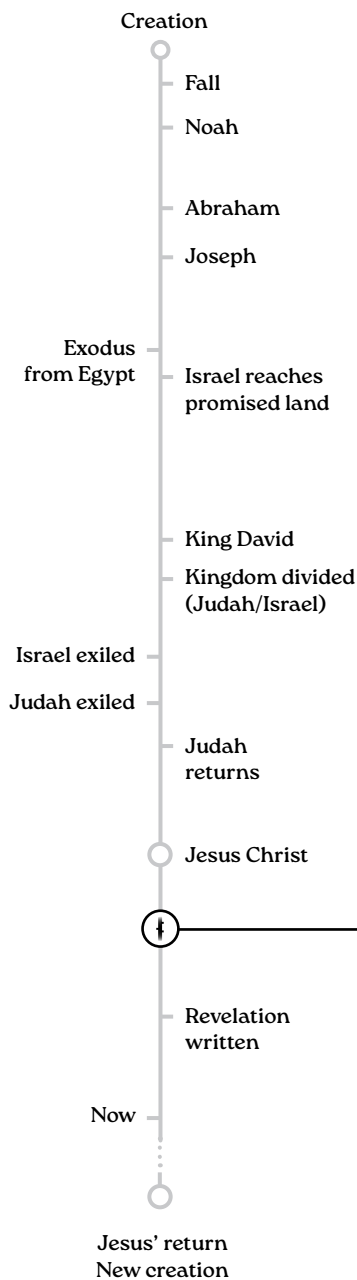 Creation
Fall
Noah
Abraham
Joseph
Exodus
from Egypt
Israel reaches
promised land
King David
Kingdom divided
(Judah/Israel)
Israel exiled
Judah exiled
Judah
returns
Jesus Christ
Revelation
written
Now
Jesus’ return
New creation